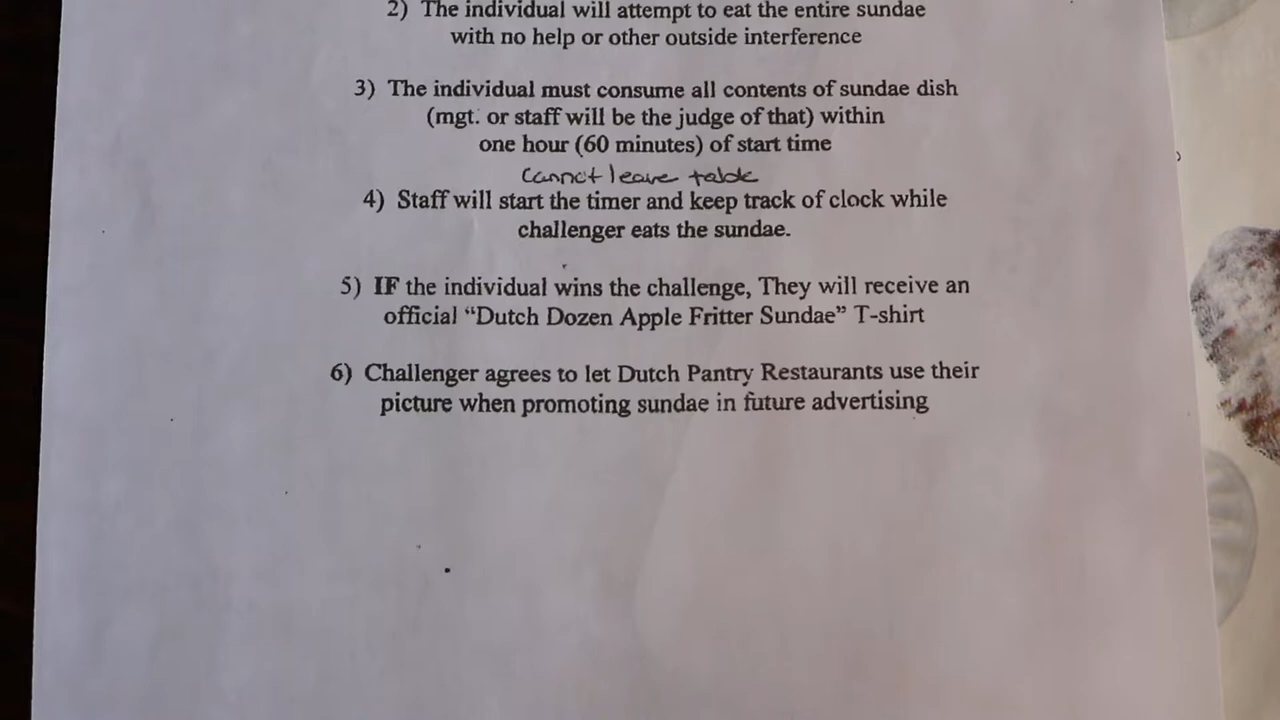 2) The individual will attempt to eat the entire sundae
with no help or other outside interference
3) The individual must consume all contents of sundae dish
(mgt. or staff will be the judge of that) within
one hour (60 minutes) of start time
cannot leave table
4) Staff will start the timer and keep track of clock while
challenger eats the sundae.
5) IF the individual wins the challenge, They will receive an
official “Dutch Dozen Apple Fritter Sundae” T-shirt
6) Challenger agrees to let Dutch Pantry Restaurants use their
picture when promoting sundae in future advertising